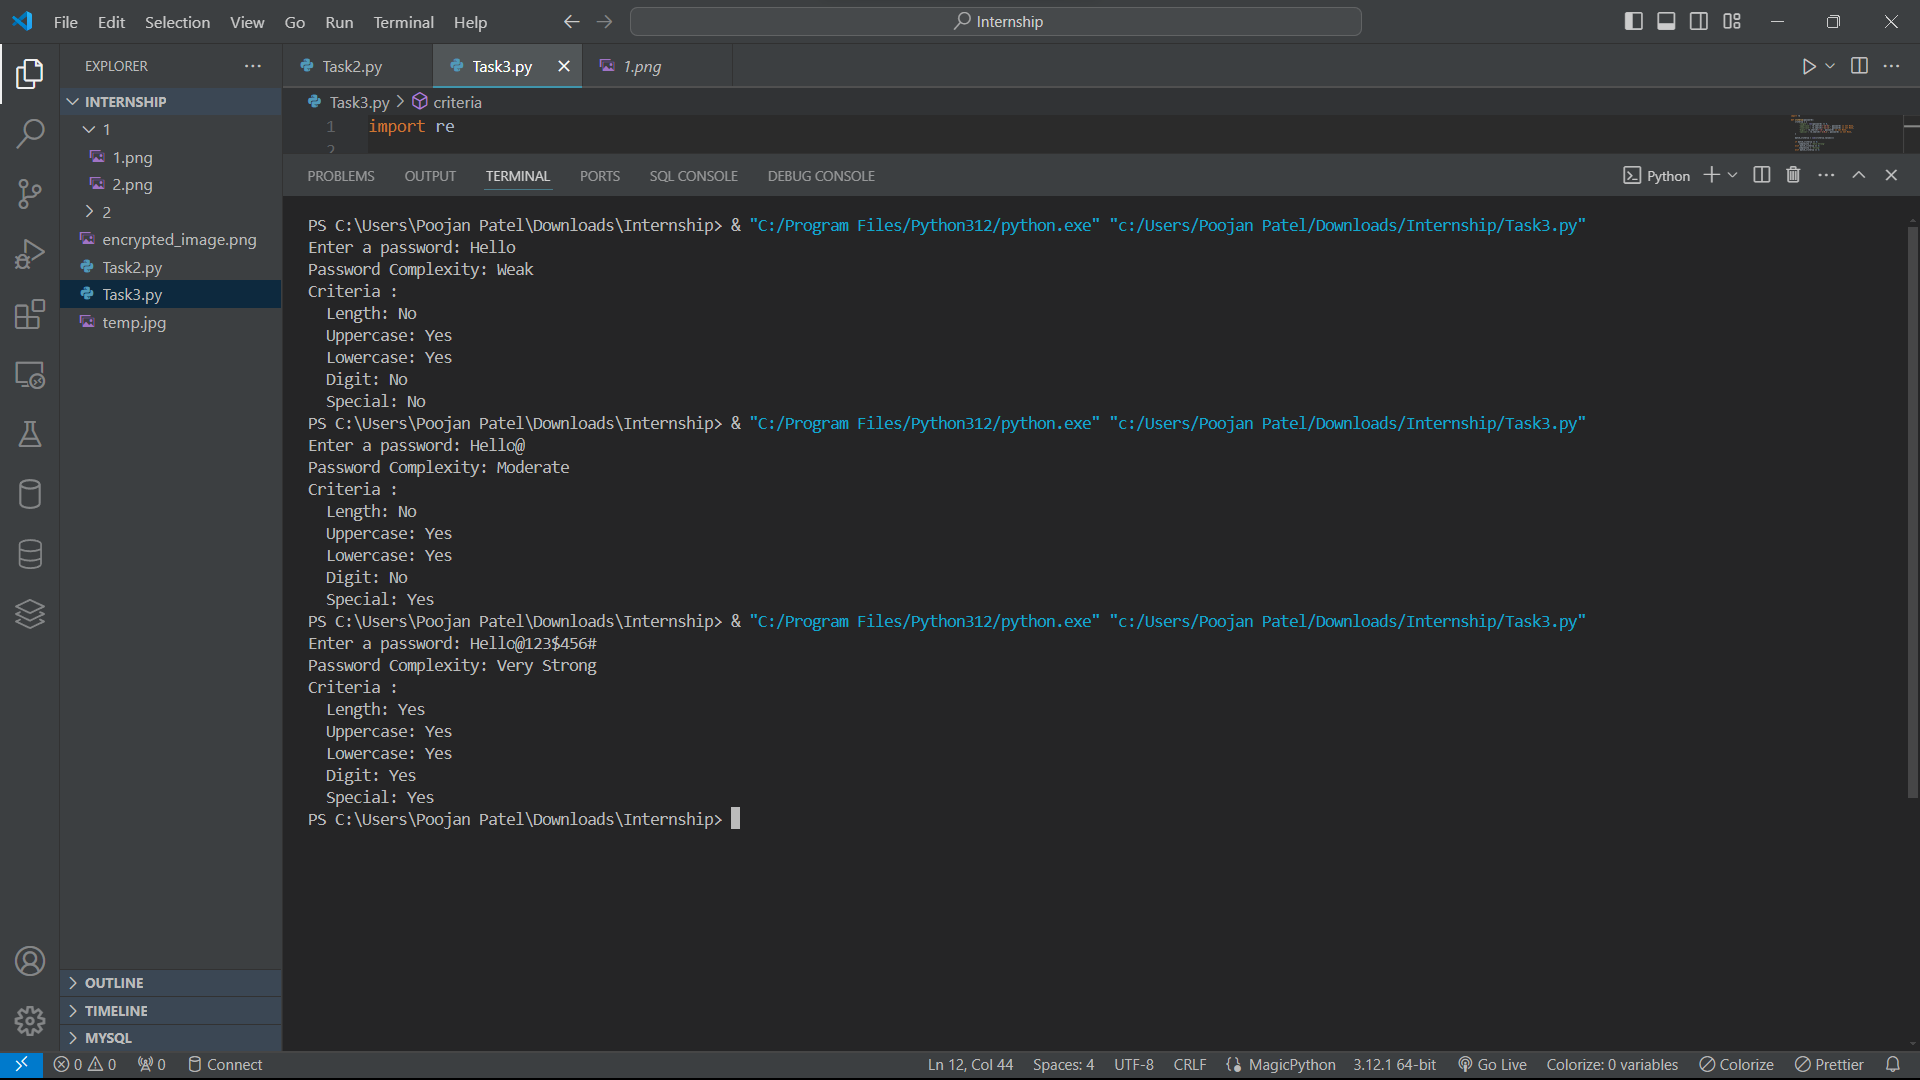 File Edit Selection View Go Run Terminal Help
Internship
EXPLORER
INTERNSHIP
1
1.png
2.png
2
encrypted_image.png
Task2.py
Task3.py
temp.jpg
OUTLINE
TIMELINE
MYSQL
Task2.py Task3.py 1.png
Task3.py criteria
1 import re
2
PROBLEMS OUTPUT TERMINAL PORTS SQL CONSOLE DEBUG CONSOLE
Python
PS C:\Users\Poojan Patel\Downloads\Internship> & "C:/Program Files/Python312/python.exe" "c:/Users/Poojan Patel/Downloads/Internship/Task3.py"
Enter a password: Hello
Password Complexity: Weak
Criteria :
Length: No
Uppercase: Yes
Lowercase: Yes
Digit: No
Special: No
PS C:\Users\Poojan Patel\Downloads\Internship> & "C:/Program Files/Python312/python.exe" "c:/Users/Poojan Patel/Downloads/Internship/Task3.py"
Enter a password: Hello@
Password Complexity: Moderate
Criteria :
Length: No
Uppercase: Yes
Lowercase: Yes
Digit: No
Special: Yes
PS C:\Users\Poojan Patel\Downloads\Internship> & "C:/Program Files/Python312/python.exe" "c:/Users/Poojan Patel/Downloads/Internship/Task3.py"
Enter a password: Hello@123$456#
Password Complexity: Very Strong
Criteria :
Length: Yes
Uppercase: Yes
Lowercase: Yes
Digit: Yes
Special: Yes
PS C:\Users\Poojan Patel\Downloads\Internship>
0 0 0 Connect Ln 12, Col 44 Spaces: 4 UTF-8 CRLF MagicPython 3.12.1 64-bit Go Live Colorize: 0 variables Colorize Prettier